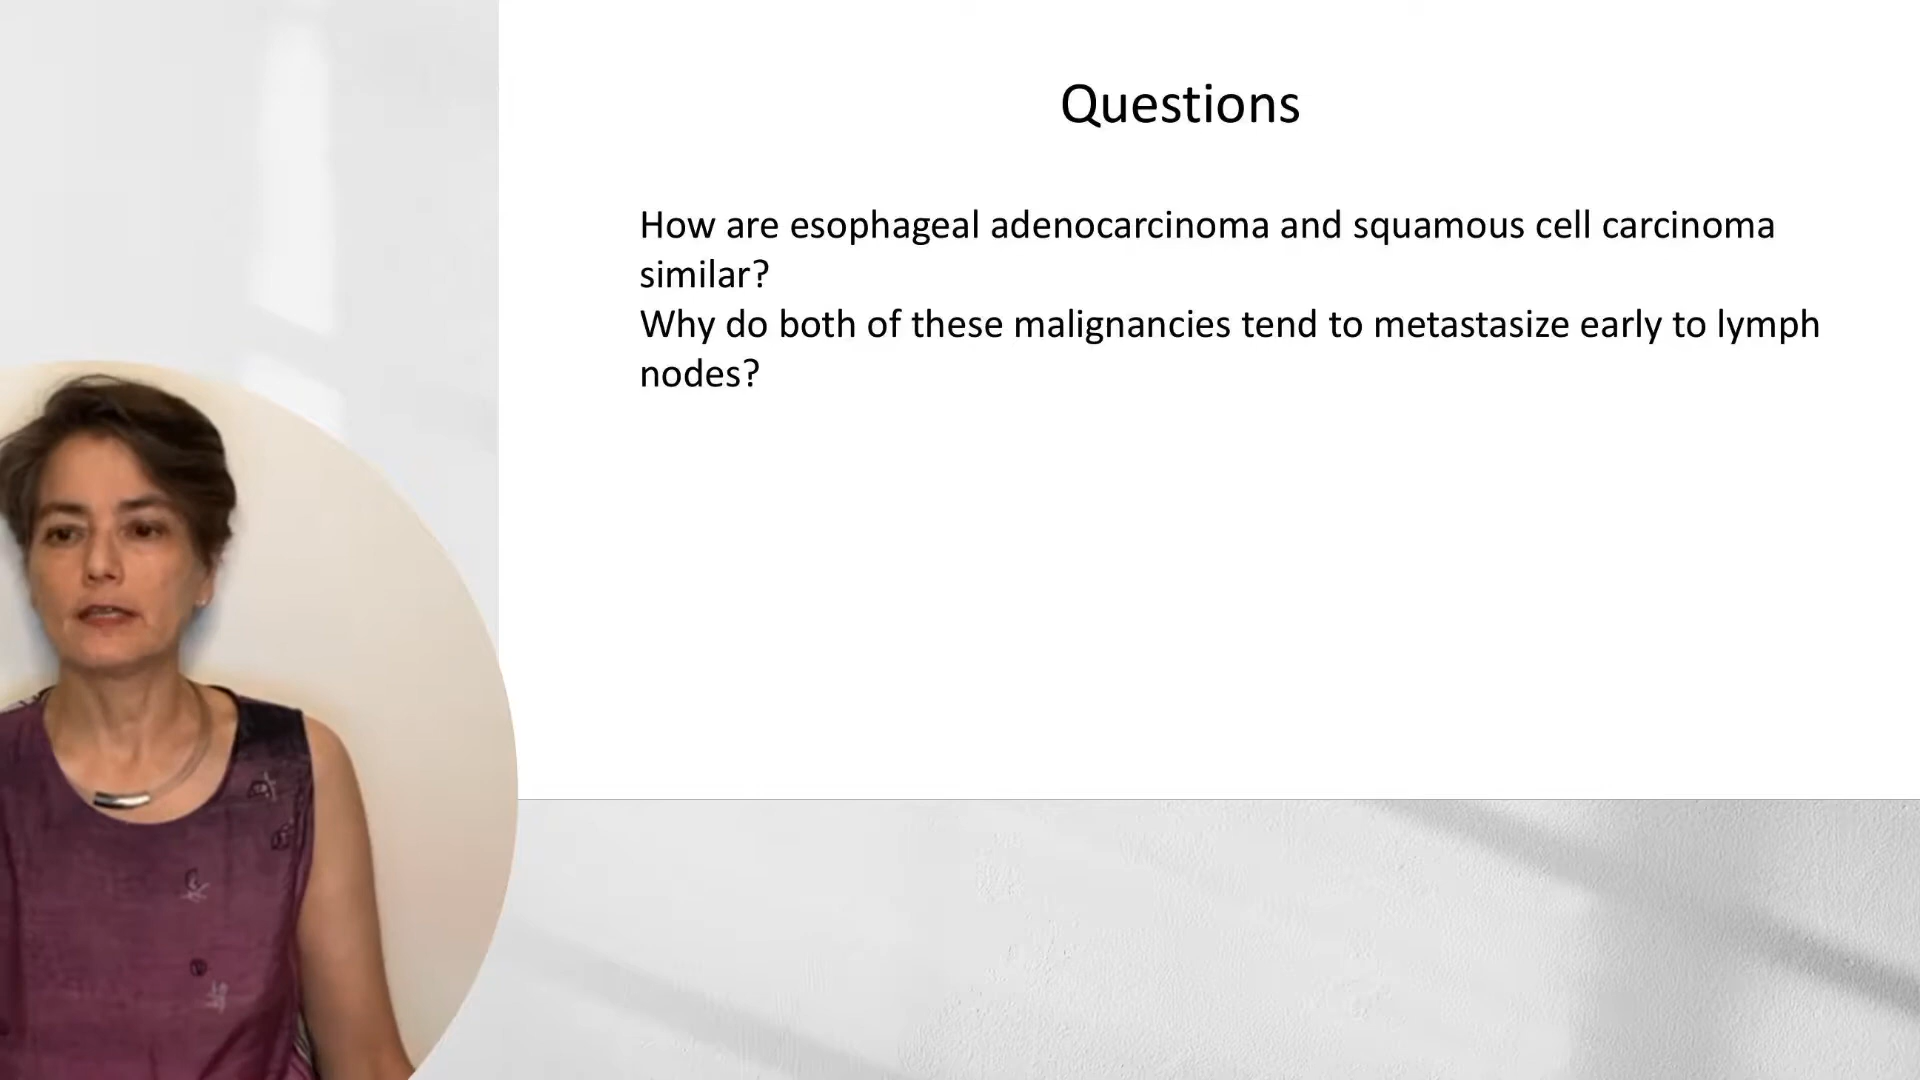 Questions
How are esophageal adenocarcinoma and squamous cell carcinoma
similar?
Why do both of these malignancies tend to metastasize early to lymph
nodes?